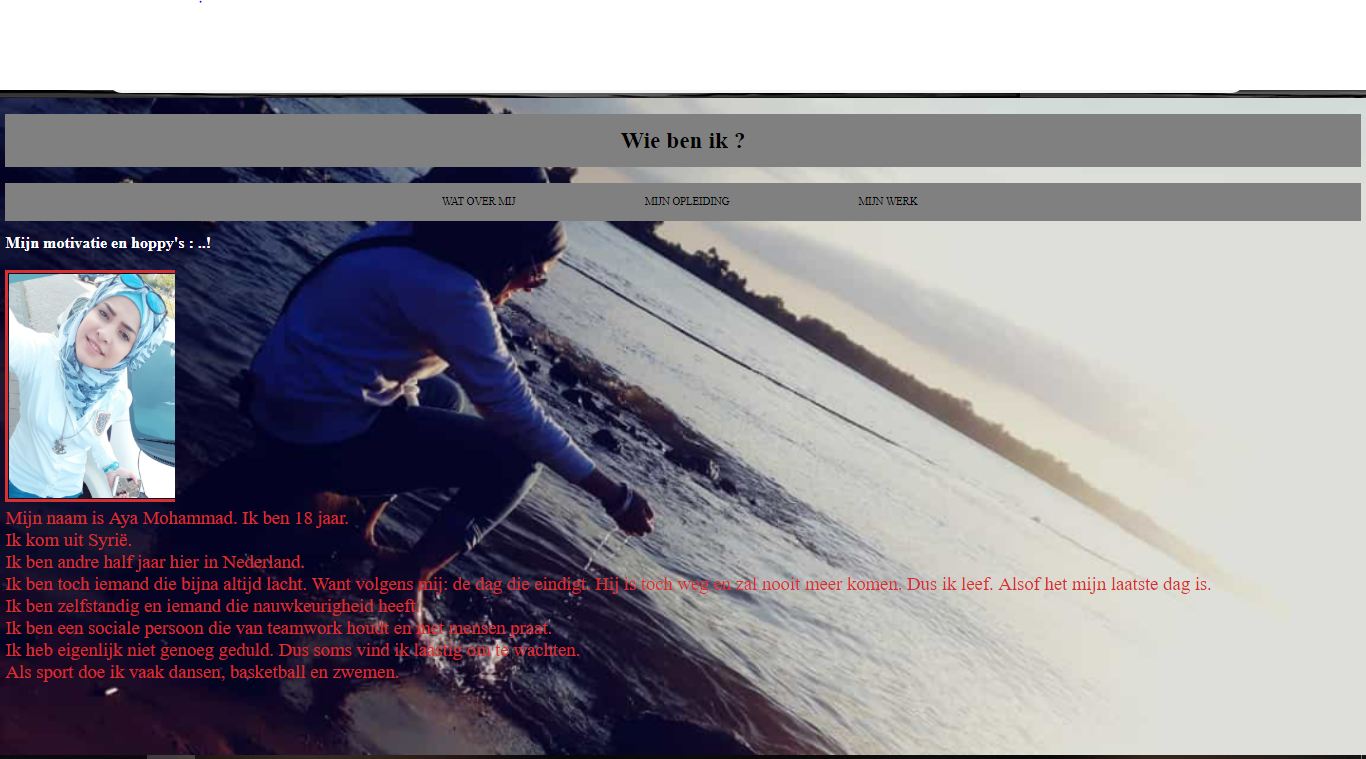 Wie ben ik ?
WAT OVER MIJ MIJN OPLEIDING MIJN WERK
Mijn motivatie en hoppy's : ..!
Mijn naam is Aya Mohammad. Ik ben 18 jaar.
Ik kom uit Syrië.
Ik ben andre half jaar hier in Nederland.
Ik ben toch iemand die bijna altijd lacht. Want volgens mij: de dag die eindigt. Hij is toch weg en zal nooit meer komen. Dus ik leef. Alsof het mijn laatste dag is.
Ik ben zelfstandig en iemand die nauwkeurigheid heeft.
Ik ben een sociale persoon die van teamwork houdt en met mensen praat.
Ik heb eigenlijk niet genoeg geduld. Dus soms vind ik laastig om te wachten.
Als sport doe ik vaak dansen, basketball en zwemen.